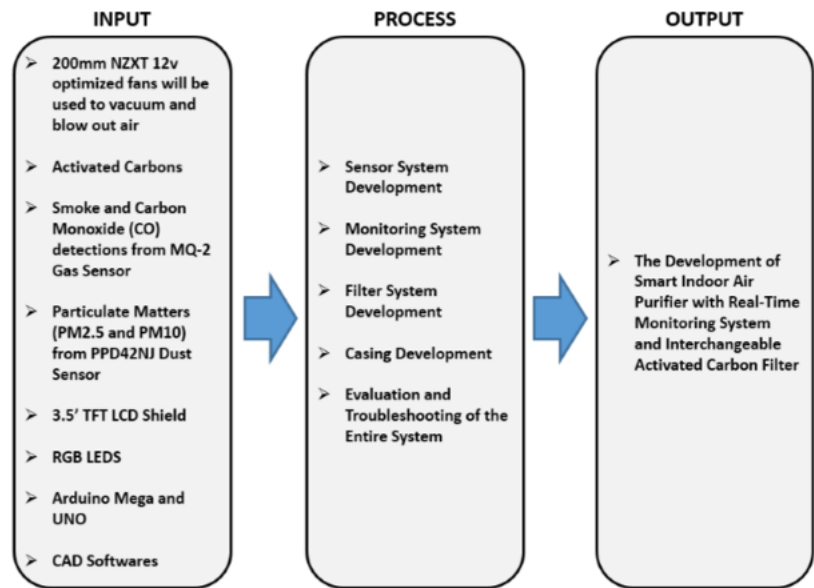 INPUT
➢ 200mm NZXT 12v
optimized fans will be
used to vacuum and
blow out air
➢ Activated Carbons
➢ Smoke and Carbon
Monoxide (CO)
detections from MQ-2
Gas Sensor
➢ Particulate Matters
(PM2.5 and PM10)
from PPD42NJ Dust
Sensor
➢ 3.5' TFT LCD Shield
➢ RGB LEDS
➢ Arduino Mega and
UNO
➢ CAD Softwares
PROCESS
➢ Sensor System
Development
➢ Monitoring System
Development
➢ Filter System
Development
➢ Casing Development
➢ Evaluation and
Troubleshooting of the
Entire System
OUTPUT
➢ The Development of
Smart Indoor Air
Purifier with Real-Time
Monitoring System
and Interchangeable
Activated Carbon Filter